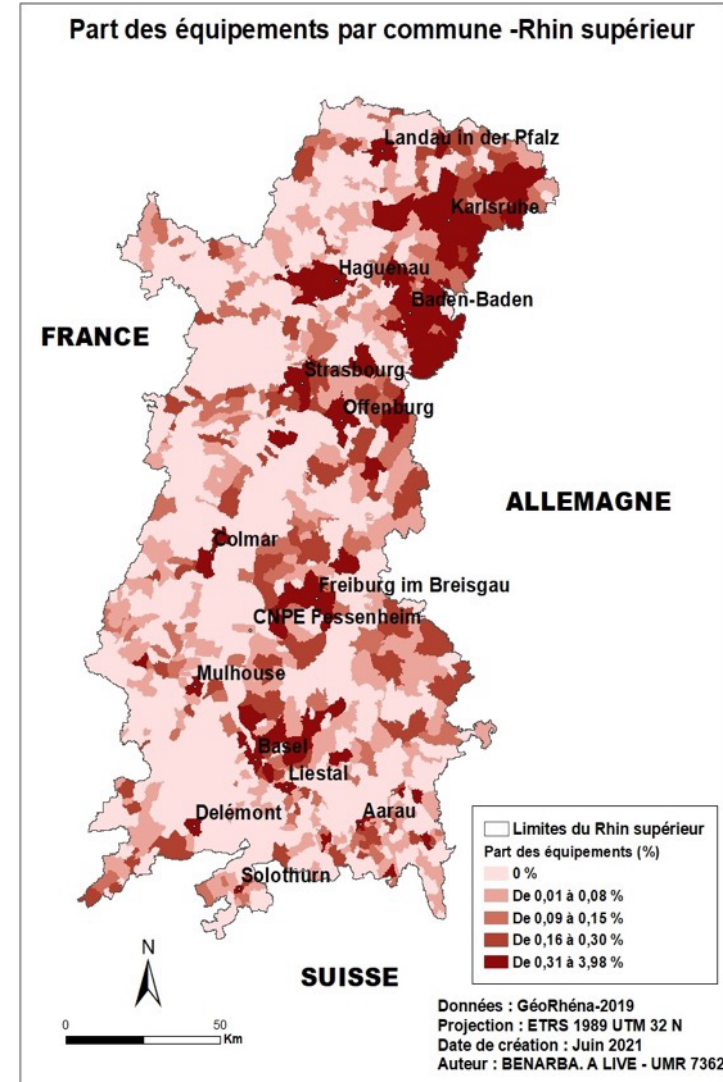 Part des équipements par commune -Rhin supérieur
Landau in der Pfalz
Karlsruhe
Haguenau
Baden-Baden
FRANCE
Strasbourg
Offenburg
ALLEMAGNE
Colmar
Freiburg im Breisgau
CNPE Fessenheim
Mulhouse
Basel
Liestal
Delémont
Aarau
Solothurn
Limites du Rhin supérieur
Part des équipements (%)
0 %
De 0,01 à 0,08 %
De 0,09 à 0,15 %
De 0,16 à 0,30 %
De 0,31 à 3,98 %
N
SUISSE
0 50
Km
Données : GéoRhéna-2019
Projection : ETRS 1989 UTM 32 N
Date de création : Juin 2021
Auteur : BENARBA. A LIVE - UMR 7362